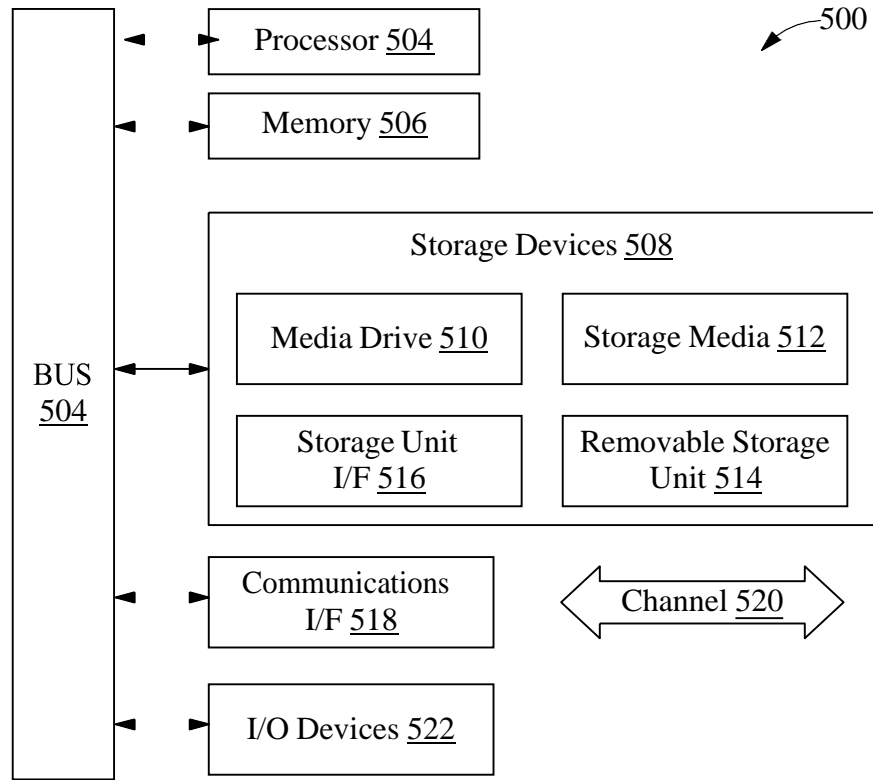 500
Processor 504
Memory 506
Storage Devices 508
Media Drive 510
Storage Media 512
BUS
504
Storage Unit
I/F 516
Removable Storage
Unit 514
Communications
I/F 518
Channel 520
I/O Devices 522